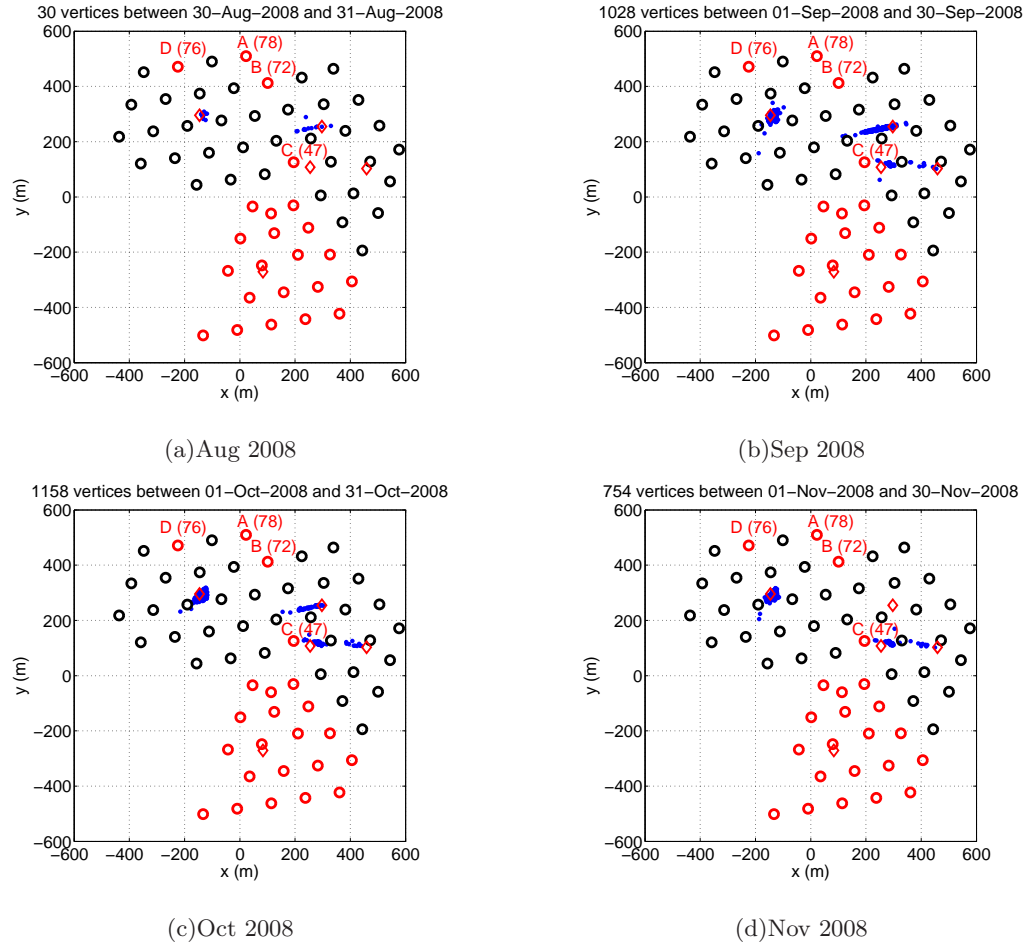 30 vertices between 30−Aug−2008 and 31−Aug−2008
600
400
200
0
−200
−400
−600
y (m)
D (76)
A (78)
B (72)
C (47)
−600 −400 −200 0 200 400 600
x (m)
(a)Aug 2008
1028 vertices between 01−Sep−2008 and 30−Sep−2008
600
400
200
0
−200
−400
−600
y (m)
D (76)
A (78)
B (72)
C (47)
−600 −400 −200 0 200 400 600
x (m)
(b)Sep 2008
1158 vertices between 01−Oct−2008 and 31−Oct−2008
600
400
200
0
−200
−400
−600
y (m)
D (76)
A (78)
B (72)
C (47)
−600 −400 −200 0 200 400 600
x (m)
(c)Oct 2008
754 vertices between 01−Nov−2008 and 30−Nov−2008
600
400
200
0
−200
−400
−600
y (m)
D (76)
A (78)
B (72)
C (47)
−600 −400 −200 0 200 400 600
x (m)
(d)Nov 2008